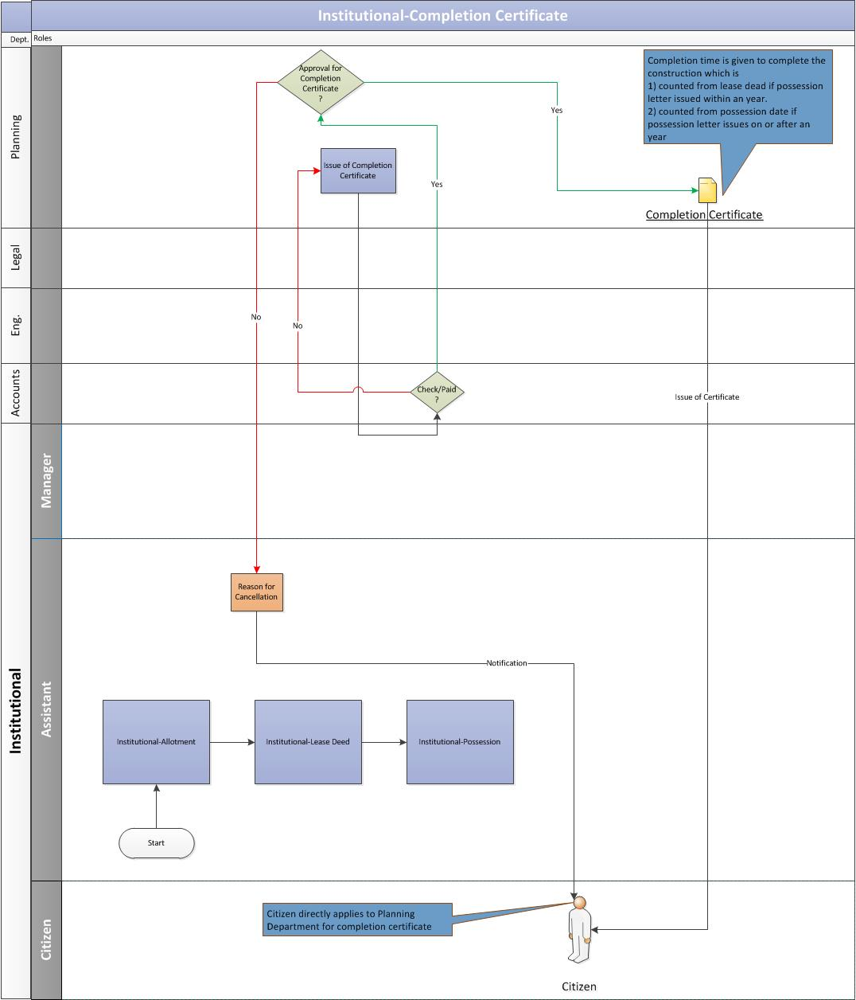 Institutional-Completion Certificate
Dept.
Roles
Planning
Approval for
Completion
Certificate
?
Completion time is given to complete the
construction which is
1) counted from lease dead if possession
letter issued within an year.
2) counted from possession date if
possession letter issues on or after an
year
Yes
Issue of Completion
Certificate
Yes
Completion Certificate
Legal
Eng.
No
No
Accounts
Check/Paid
?
Issue of Certificate
Institutional
Manager
Assistant
Reason for
Cancellation
Notification
Institutional-Allotment
Institutional-Lease Deed
Institutional-Possession
Start
Citizen
Citizen directly applies to Planning
Department for completion certificate
Citizen